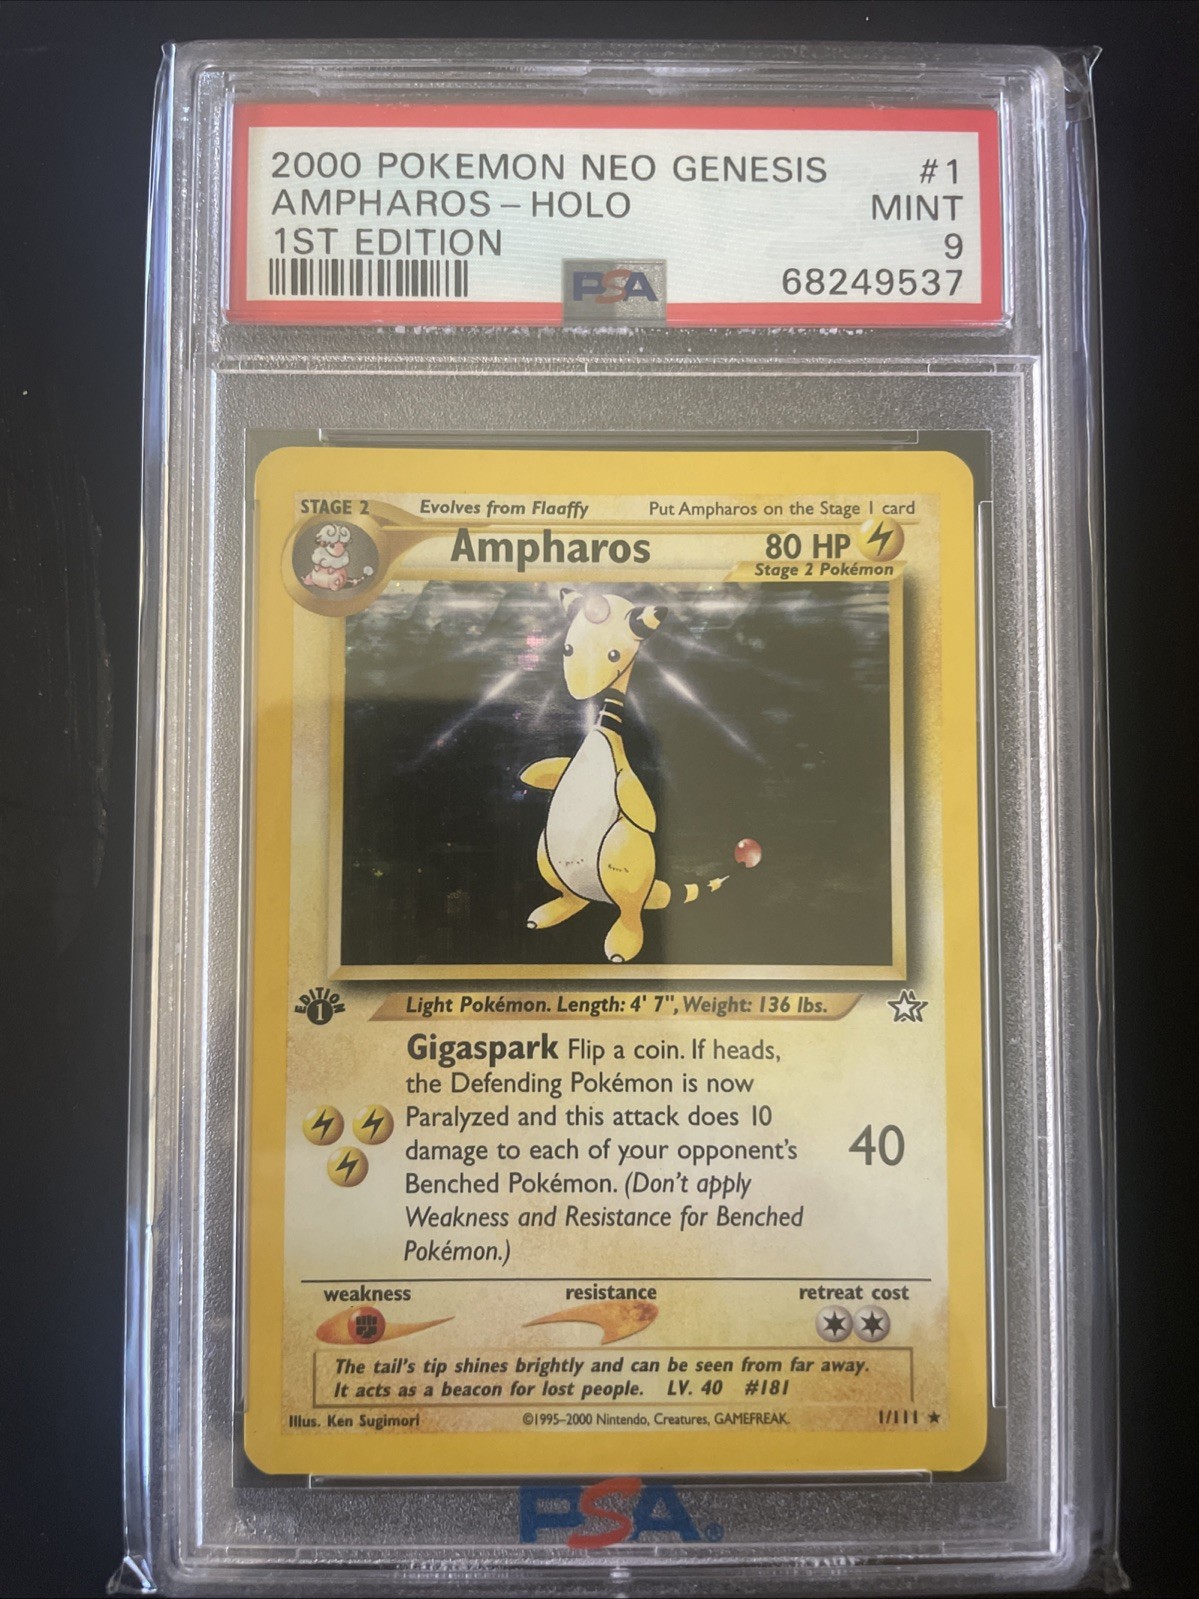 2000 POKEMON NEO GENESIS #1
AMPHAROS - HOLO MINT
1ST EDITION 9
PSA 68249537
STAGE 2 Evolves from Flaaffy Put Ampharos on the Stage 1 card
Ampharos 80 HP
Stage 2 Pokémon
EDITION 1
Light Pokémon. Length: 4' 7", Weight: 136 lbs.
Gigaspark Flip a coin. If heads,
the Defending Pokémon is now
Paralyzed and this attack does 10
damage to each of your opponent's
Benched Pokémon. (Don't apply
Weakness and Resistance for Benched
Pokémon.)
40
weakness resistance retreat cost
The tail's tip shines brightly and can be seen from far away.
It acts as a beacon for lost people. LV. 40 #181
Illus. Ken Sugimori ©1995-2000 Nintendo, Creatures, GAMEFREAK. 1/111 ★
PSA®